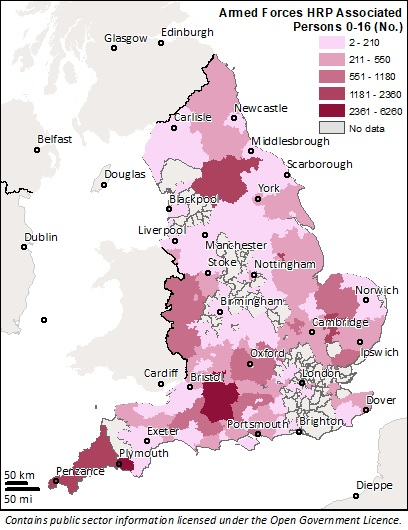 Armed Forces HRP Associated
Persons 0-16 (No.)
2 - 210
211 - 550
551 - 1180
1181 - 2360
2361 - 6260
No data
Edinburgh
Glasgow
Newcastle
Carlisle
Belfast
Middlesbrough
Scarborough
Douglas
York
Blackpool
Liverpool
Dublin
Manchester
Stoke
Nottingham
Norwich
Birmingham
Cambridge
Ipswich
Oxford
Cardiff
Bristol
London
Dover
Exeter
Portsmouth
Brighton
Plymouth
Penzance
50 km
50 mi
Dieppe
Contains public sector information licensed under the Open Government Licence.